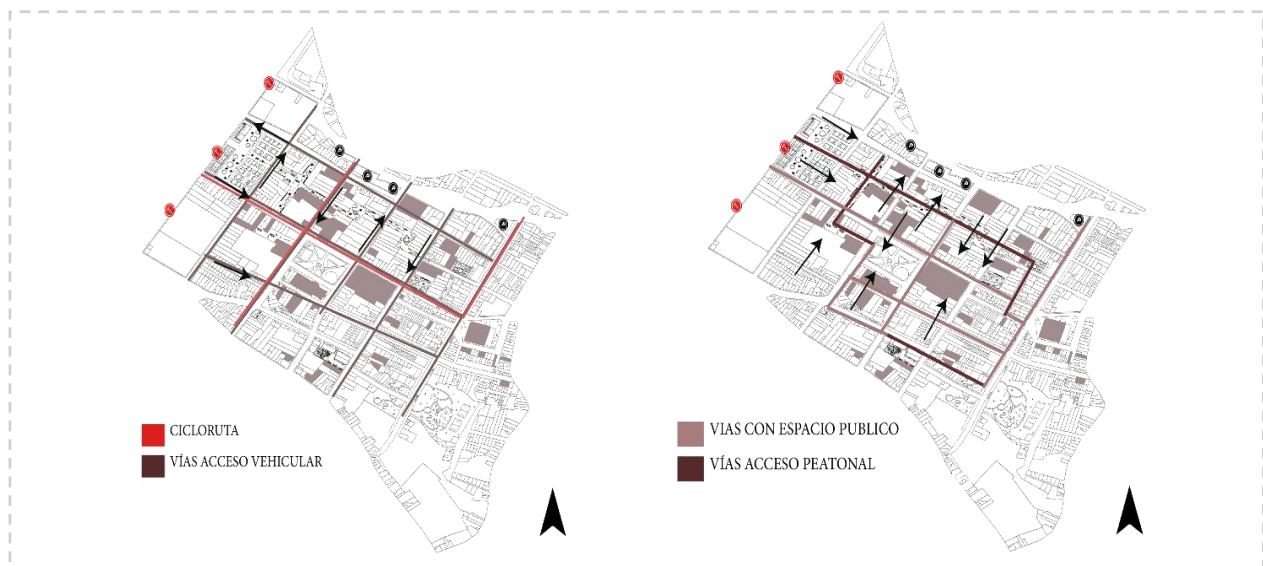 CICLORUTA
VÍAS ACCESO VEHICULAR
VIAS CON ESPACIO PUBLICO
VÍAS ACCESO PEATONAL